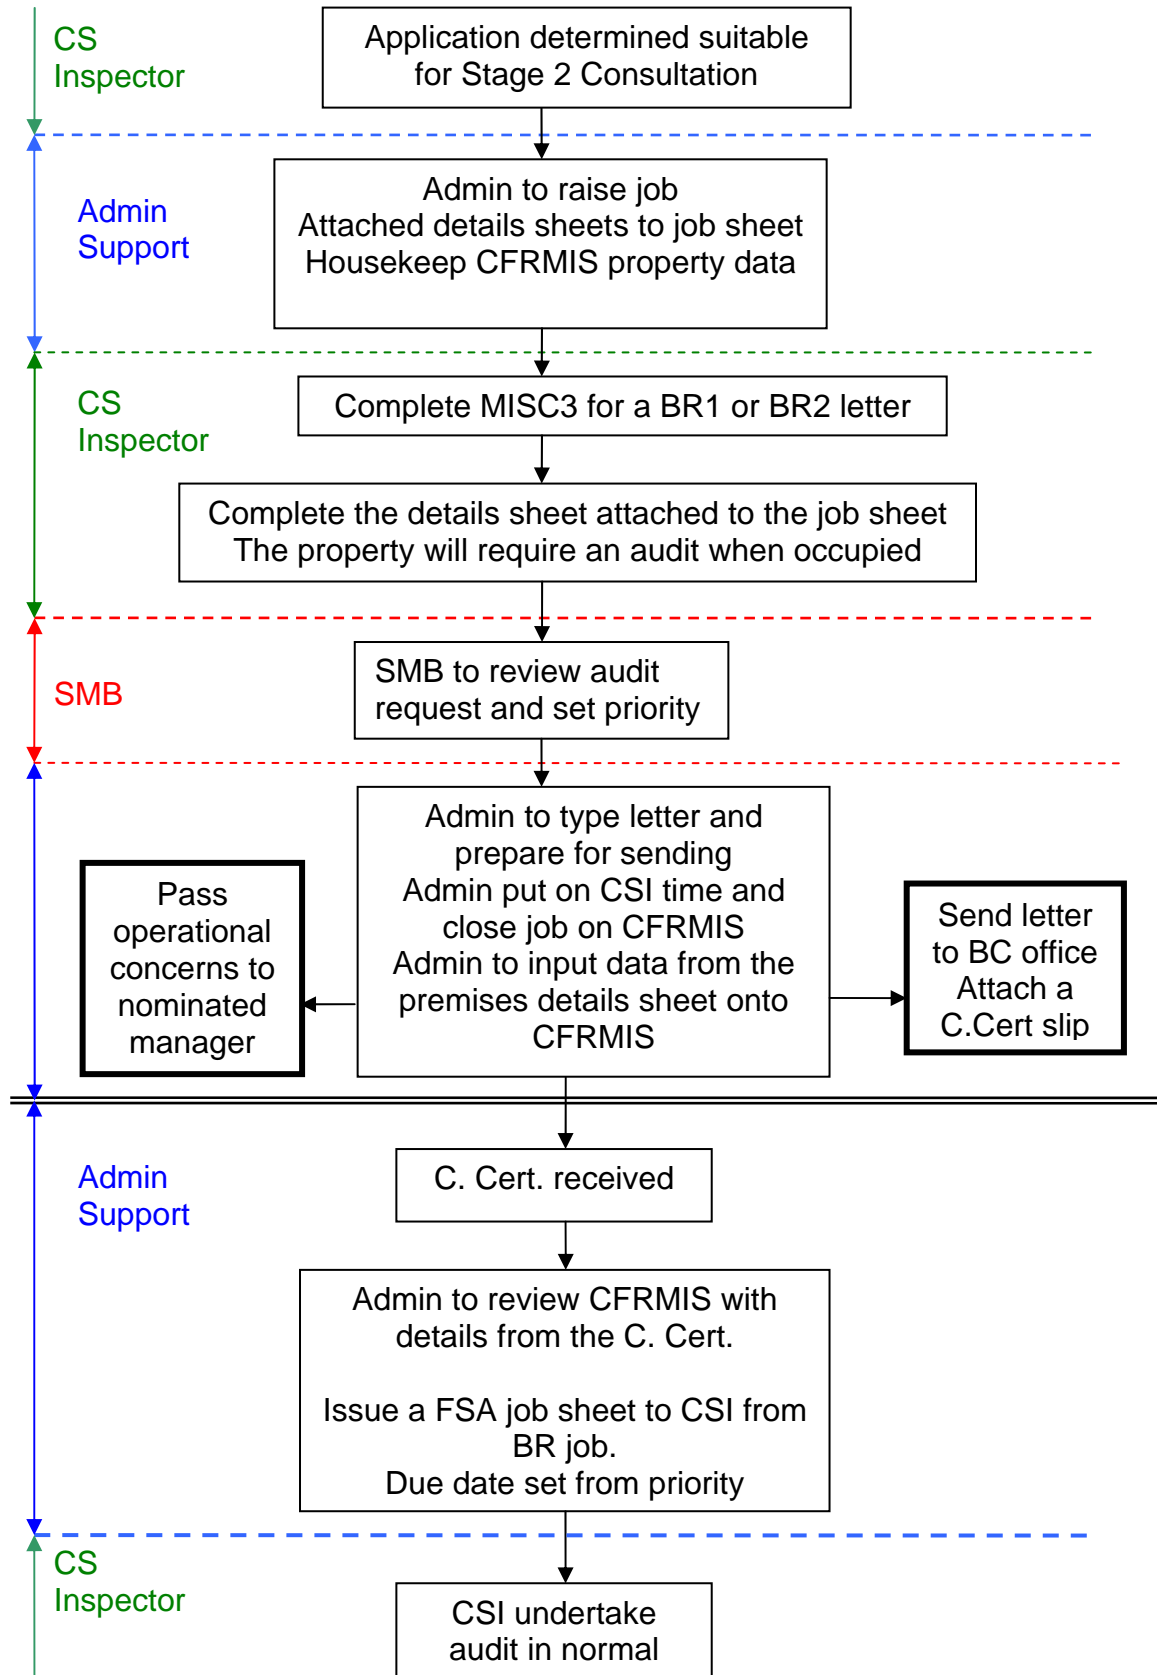 CS
Inspector
Application determined suitable
for Stage 2 Consultation
Admin
Support
Admin to raise job
Attached details sheets to job sheet
Housekeep CFRMIS property data
CS
Inspector
Complete MISC3 for a BR1 or BR2 letter
Complete the details sheet attached to the job sheet
The property will require an audit when occupied
SMB
SMB to review audit
request and set priority
Admin to type letter and
prepare for sending
Admin put on CSI time and
close job on CFRMIS
Admin to input data from the
premises details sheet onto
CFRMIS
Pass
operational
concerns to
nominated
manager
Send letter
to BC office
Attach a
C.Cert slip
Admin
Support
C. Cert. received
Admin to review CFRMIS with
details from the C. Cert.
Issue a FSA job sheet to CSI from
BR job.
Due date set from priority
CS
Inspector
CSI undertake
audit in normal